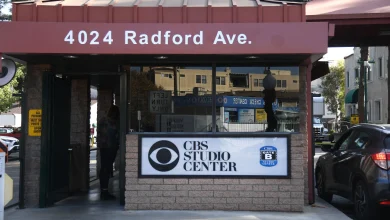 4024 Radford Ave.
CBS
STUDIO
CENTER